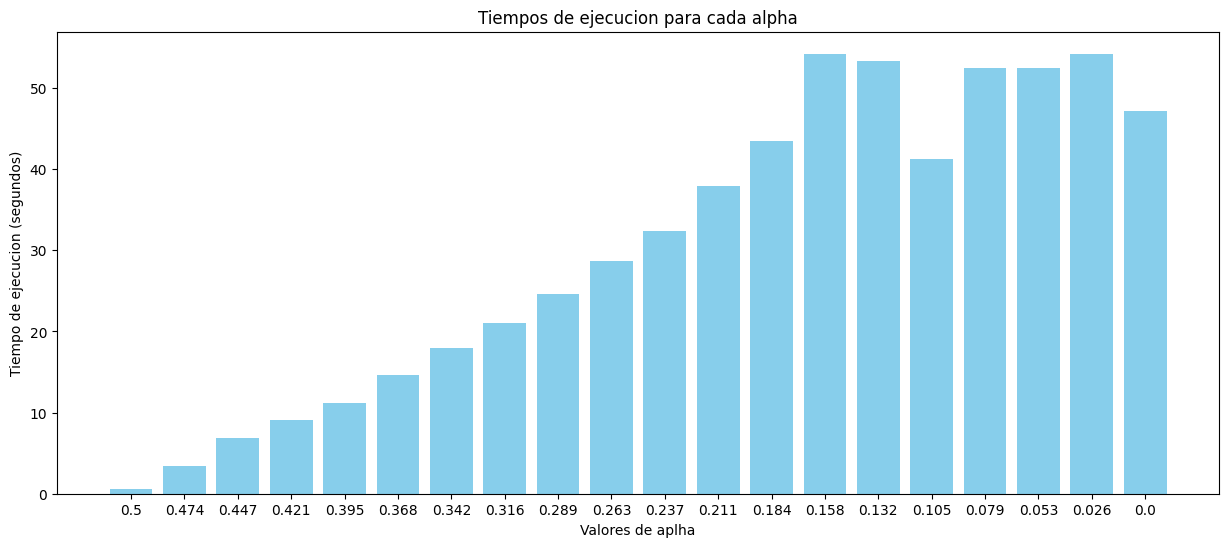 Tiempos de ejecucion para cada alpha
Tiempo de ejecucion (segundos)
50
40
30
20
10
0
0.5 0.474 0.447 0.421 0.395 0.368 0.342 0.316 0.289 0.263 0.237 0.211 0.184 0.158 0.132 0.105 0.079 0.053 0.026 0.0
Valores de aplha